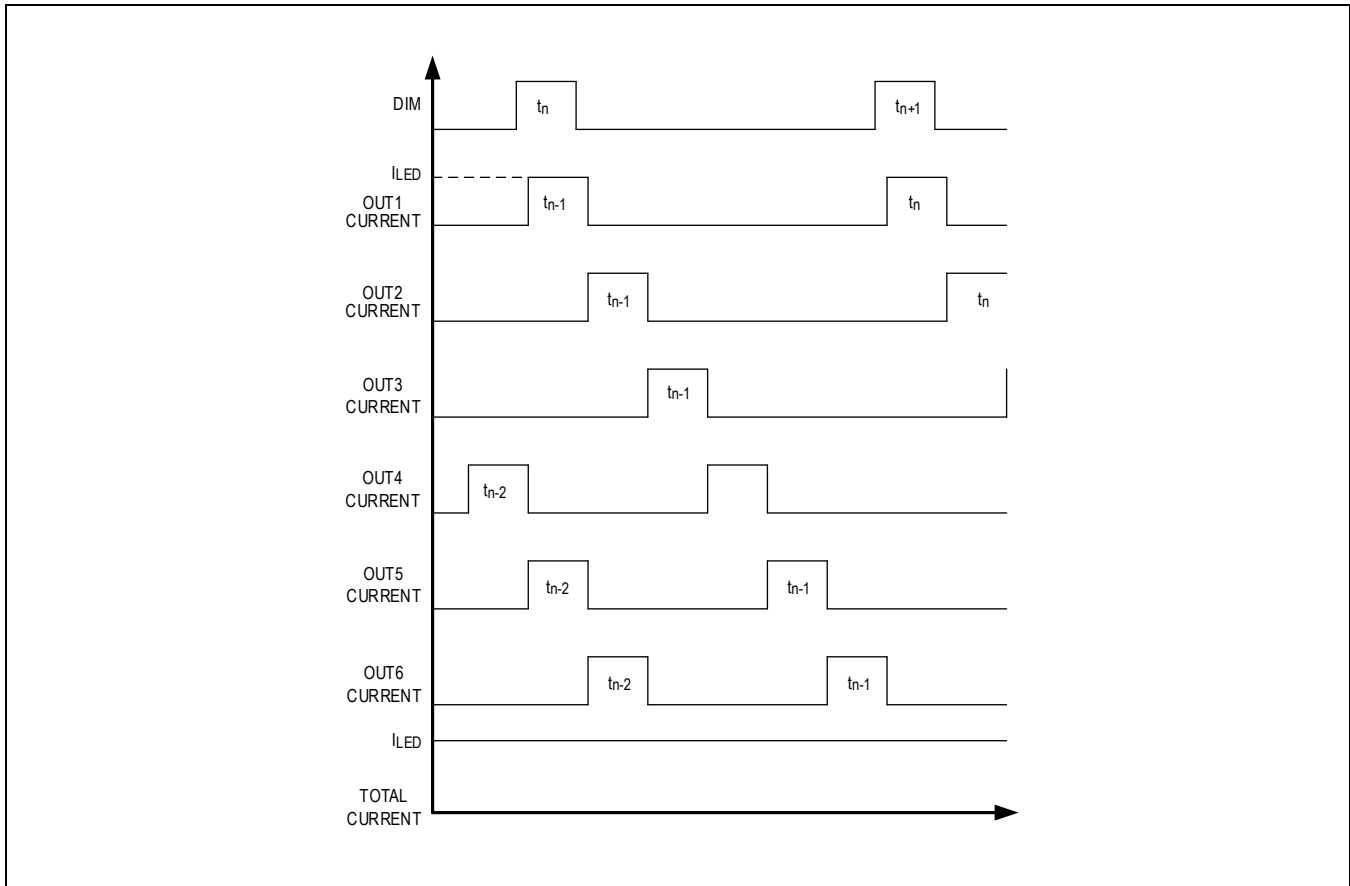 DIM
tn
tn+1
ILED
OUT1
CURRENT
tn-1
tn
OUT2
CURRENT
tn-1
tn
OUT3
CURRENT
tn-1
OUT4
CURRENT
tn-2
OUT5
CURRENT
tn-2
tn-1
OUT6
CURRENT
tn-2
tn-1
ILED
TOTAL
CURRENT